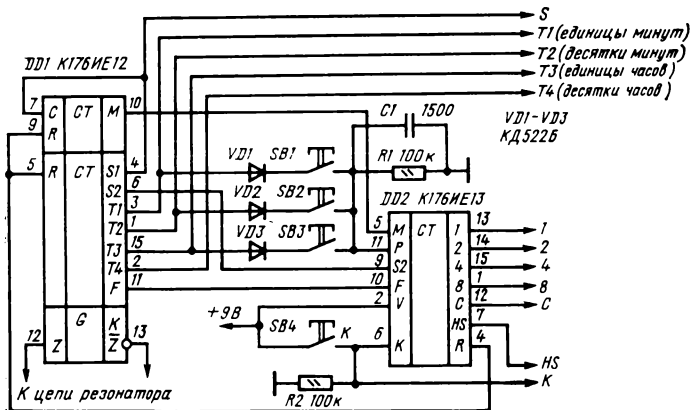 S
T1 (единицы минут)
T2 (десятки минут)
T3 (единицы часов)
T4 (десятки часов)
DD1 К176ИЕ12
7 C CT M 10
9 R
5 R CT S1 4
S2 6
T1 3
T2 1
T3 15
T4 2
F 11
12 Z G K 13
Z
К цепи резонатора
C1 1500
VD1-VD3
КД522Б
R1 100к
VD1 SB1
VD2 SB2
VD3 SB3
DD2 К176ИЕ13
5 M CT 1 13
11 P 2 14
9 S2 4 15
10 F 8 1
2 V C 12
HS 7
6 K R 4
1
2
4
8
C
HS
K
+9В
SB4 K
R2 100к